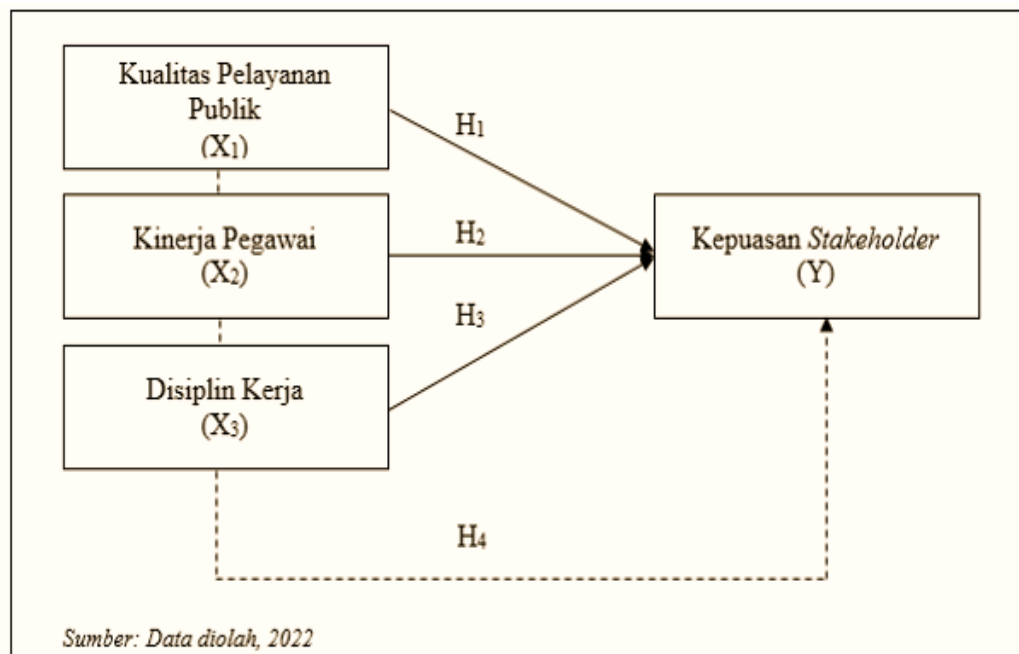 Kualitas Pelayanan
Publik
(X₁)
H₁
Kinerja Pegawai
(X₂)
H₂
Kepuasan Stakeholder
(Y)
H₃
Disiplin Kerja
(X₃)
H₄
Sumber: Data diolah, 2022